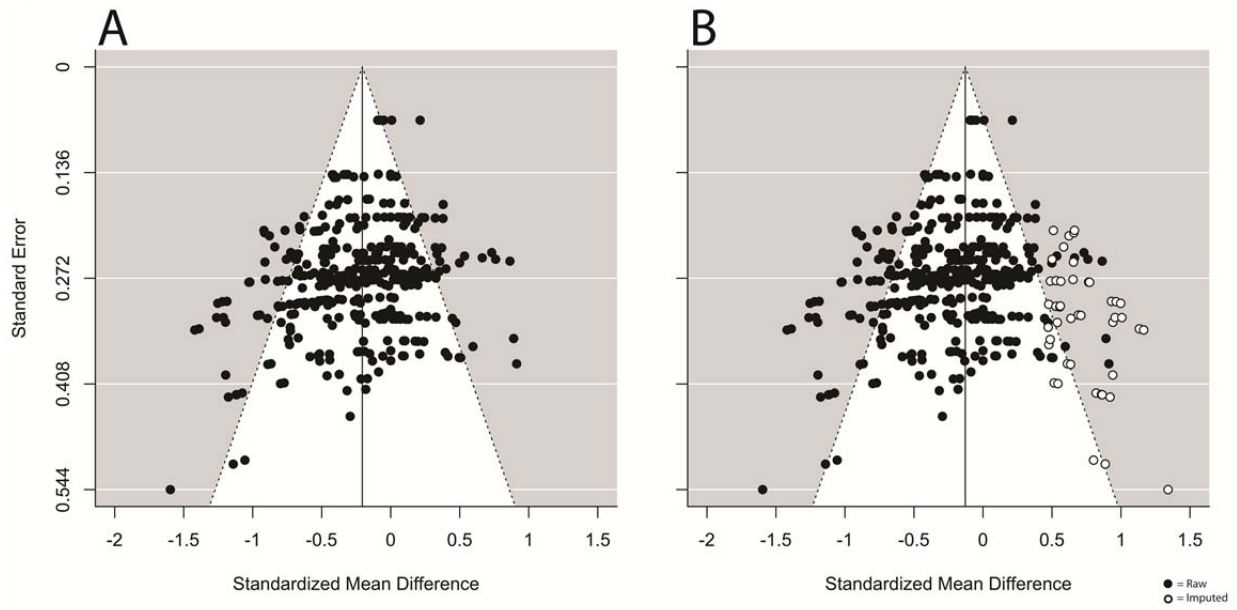 A
B
0
0.136
0.272
0.408
0.544
Standard Error
-2 -1.5 -1 -0.5 0 0.5 1 1.5
-2 -1.5 -1 -0.5 0 0.5 1 1.5
Standardized Mean Difference
Standardized Mean Difference
= Raw
= Imputed